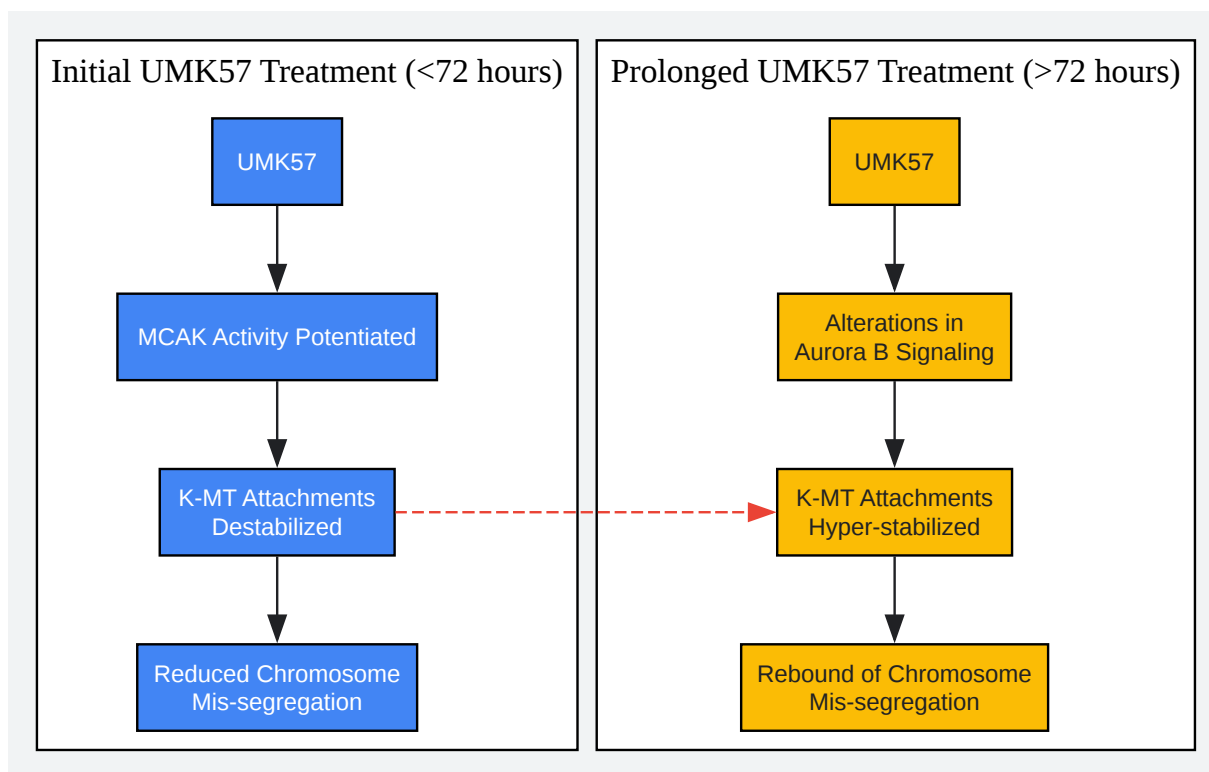 Initial UMK57 Treatment (<72 hours)
UMK57
MCAK Activity Potentiated
K-MT Attachments
Destabilized
Reduced Chromosome
Mis-segregation
Prolonged UMK57 Treatment (>72 hours)
UMK57
Alterations in
Aurora B Signaling
K-MT Attachments
Hyper-stabilized
Rebound of Chromosome
Mis-segregation